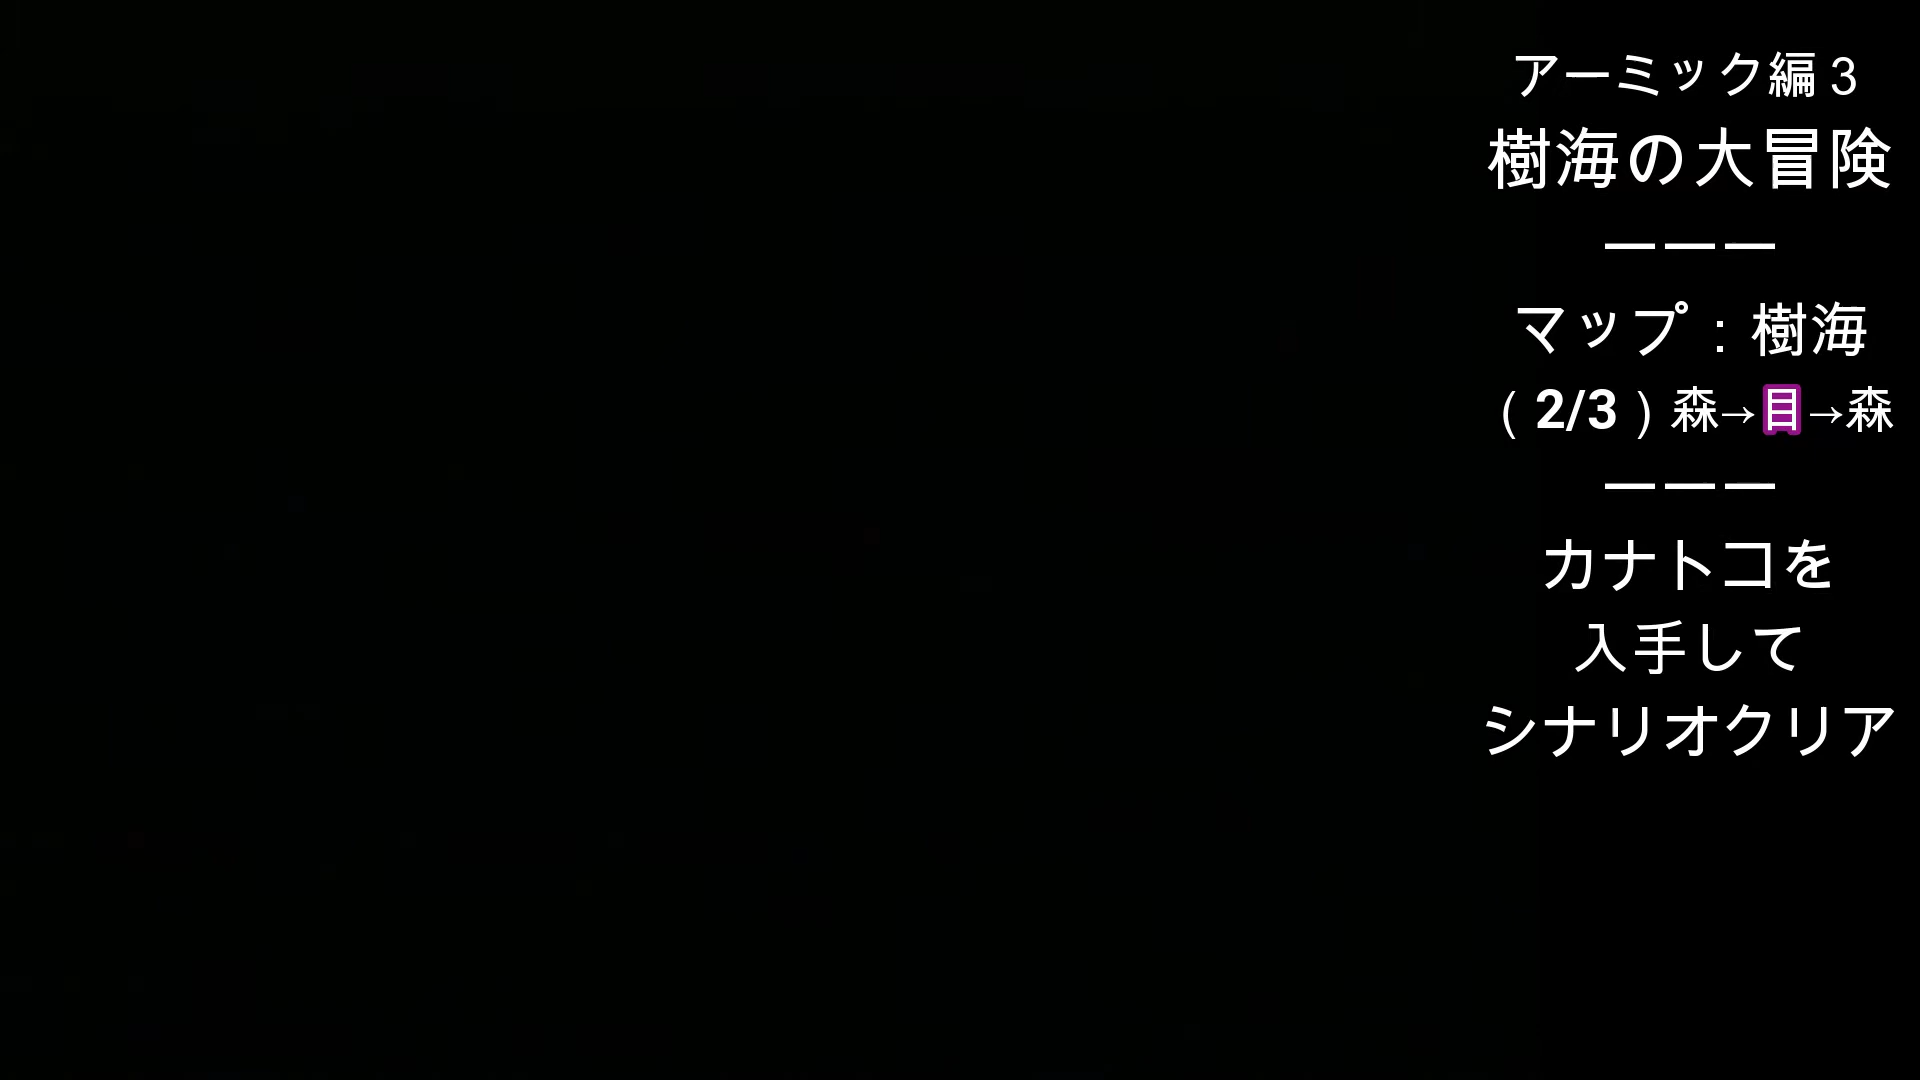 アーミック編 3
樹海の大冒険
ーーー
マップ：樹海
（ 2/3 ）森→目→森
ーーー
カナトコを
入手して
シナリオクリア